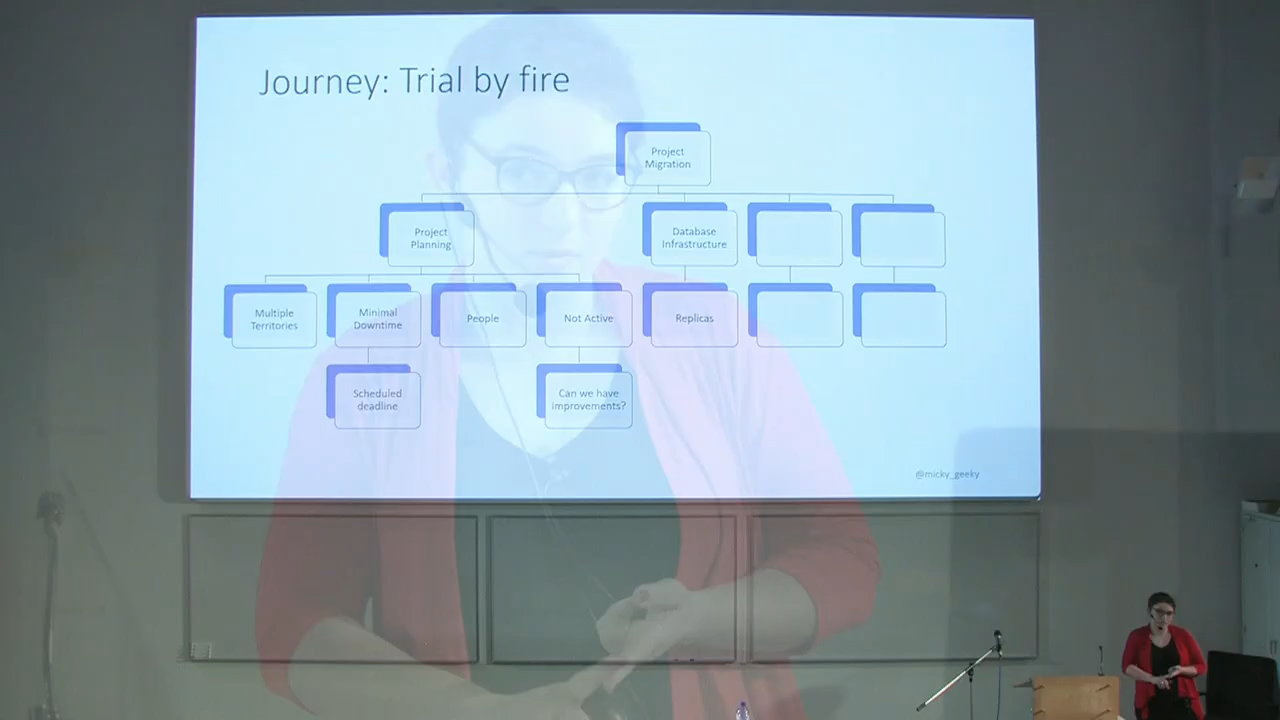 Journey: Trial by fire
Project
Migration
Project
Planning
Database
Infrastructure
Multiple
Territories
Minimal
Downtime
People
Not Active
Replicas
Scheduled
deadline
Can we have
improvements?
@micky_geeky